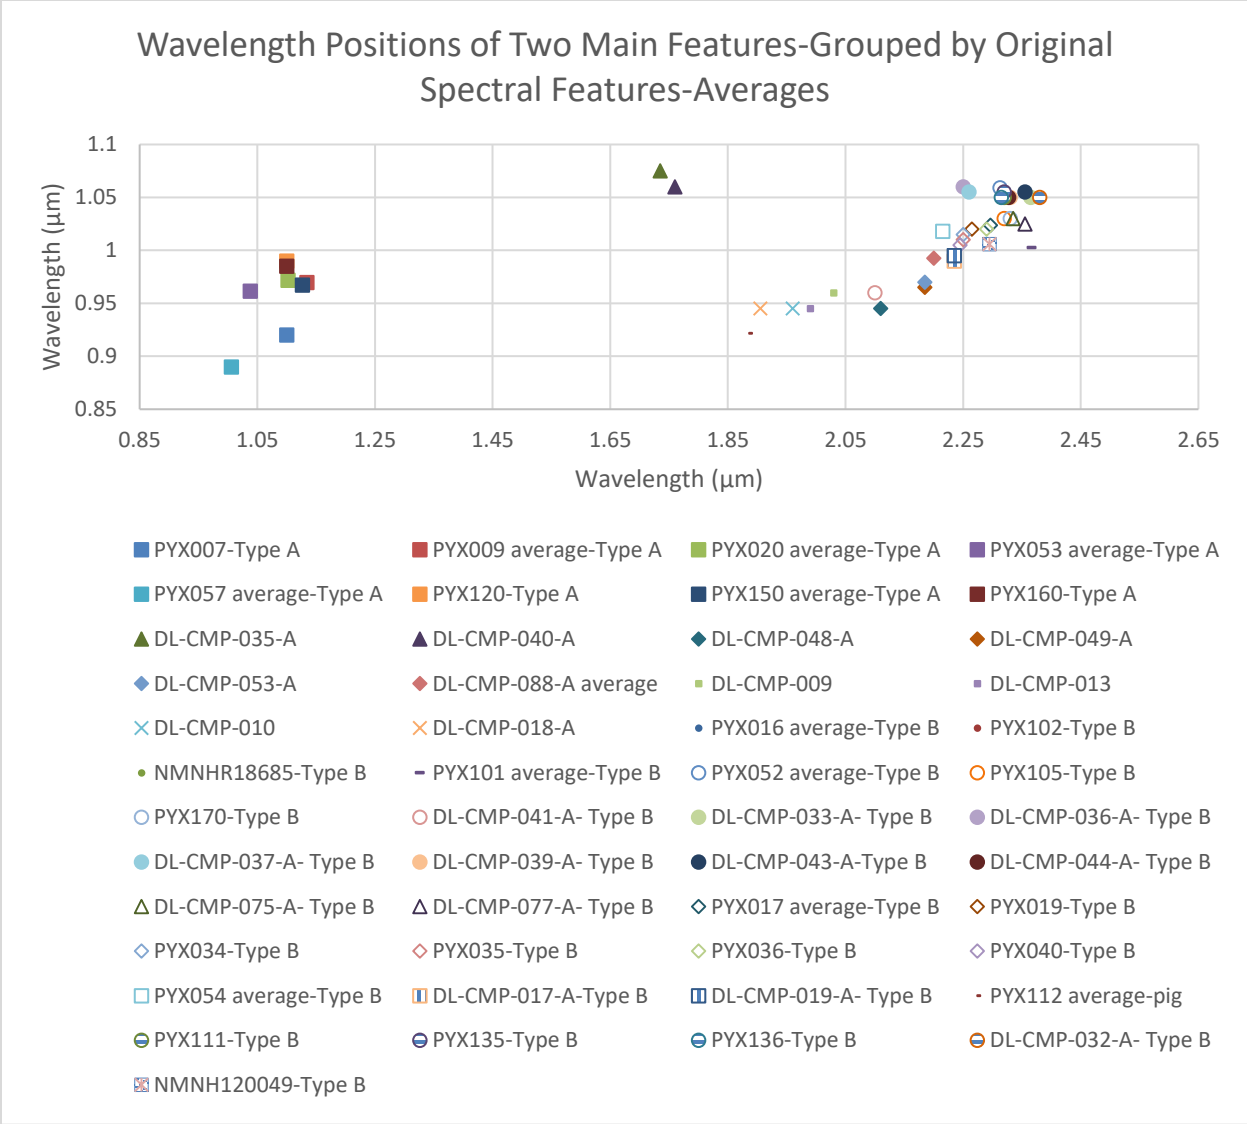 Wavelength Positions of Two Main Features-Grouped by Original
Spectral Features-Averages
1.1
1.05
1
0.95
0.9
0.85
Wavelength (μm)
0.85 1.05 1.25 1.45 1.65 1.85 2.05 2.25 2.45 2.65
Wavelength (μm)
PYX007-Type A PYX009 average-Type A PYX020 average-Type A PYX053 average-Type A
PYX057 average-Type A PYX120-Type A PYX150 average-Type A PYX160-Type A
DL-CMP-035-A DL-CMP-040-A DL-CMP-048-A DL-CMP-049-A
DL-CMP-053-A DL-CMP-088-A average DL-CMP-009 DL-CMP-013
DL-CMP-010 DL-CMP-018-A PYX016 average-Type B PYX102-Type B
NMNHR18685-Type B PYX101 average-Type B PYX052 average-Type B PYX105-Type B
PYX170-Type B DL-CMP-041-A- Type B DL-CMP-033-A- Type B DL-CMP-036-A- Type B
DL-CMP-037-A- Type B DL-CMP-039-A- Type B DL-CMP-043-A-Type B DL-CMP-044-A- Type B
DL-CMP-075-A- Type B DL-CMP-077-A- Type B PYX017 average-Type B PYX019-Type B
PYX034-Type B PYX035-Type B PYX036-Type B PYX040-Type B
PYX054 average-Type B DL-CMP-017-A-Type B DL-CMP-019-A- Type B PYX112 average-pig
PYX111-Type B PYX135-Type B PYX136-Type B DL-CMP-032-A- Type B
NMNH120049-Type B